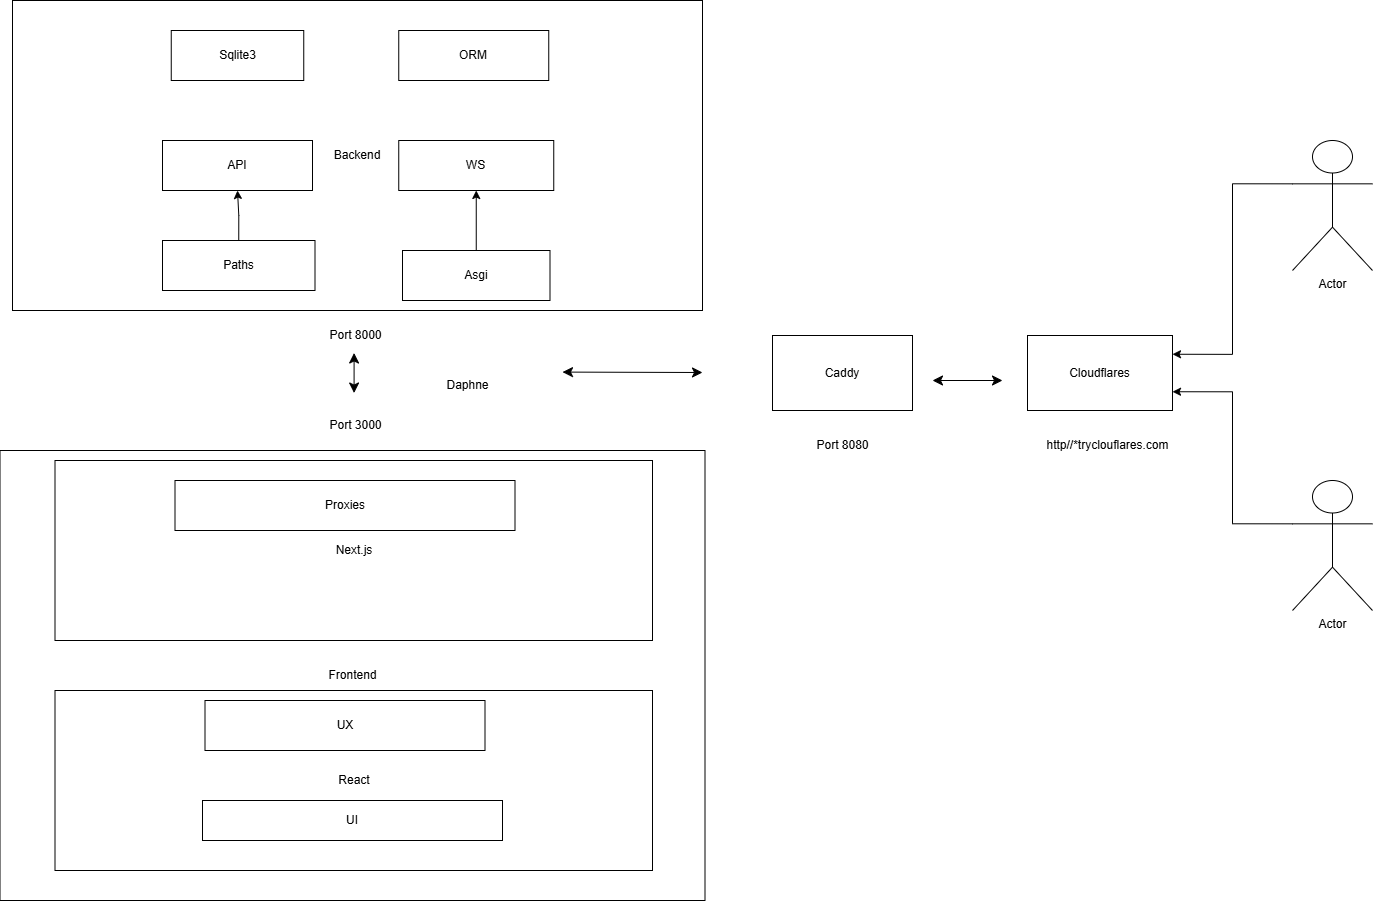 Sqlite3
ORM
API
Backend
WS
Paths
Asgi
Port 8000
Daphne
Port 3000
Proxies
Next.js
Frontend
UX
React
UI
Caddy
Port 8080
Cloudflares
http//*tryclouflares.com
Actor
Actor